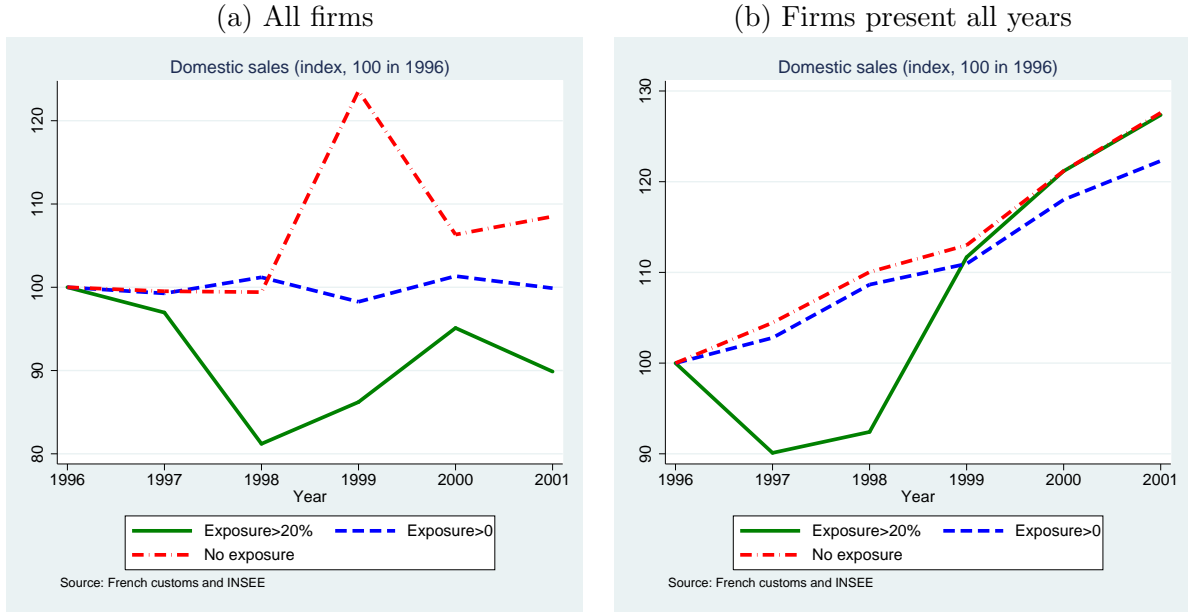 (a) All firms
Domestic sales (index, 100 in 1996)
120
110
100
90
80
1996 1997 1998 1999 2000 2001
Year
Exposure>20% Exposure>0
No exposure
Source: French customs and INSEE
(b) Firms present all years
Domestic sales (index, 100 in 1996)
130
120
110
100
90
1996 1997 1998 1999 2000 2001
Year
Exposure>20% Exposure>0
No exposure
Source: French customs and INSEE